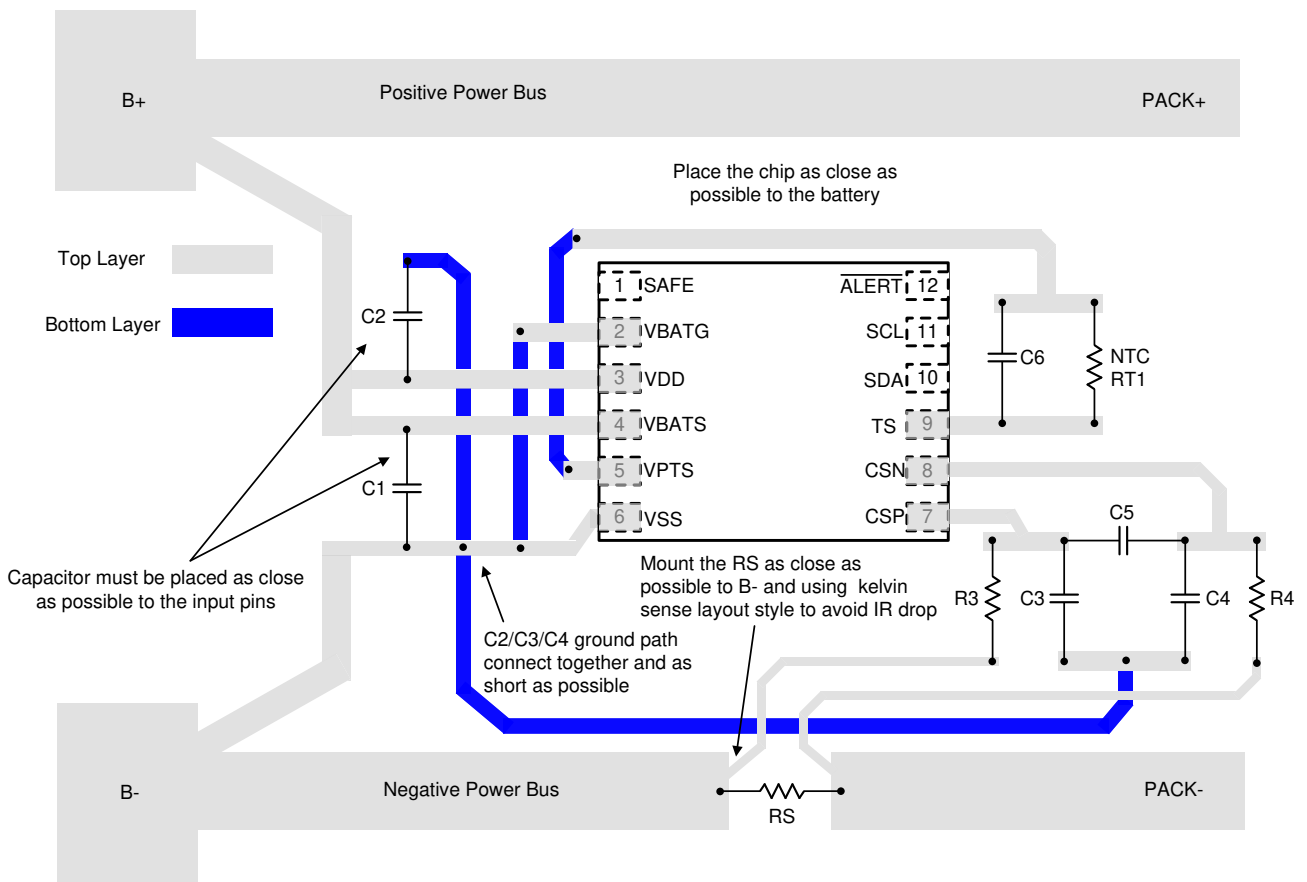 B+
Positive Power Bus
PACK+
Place the chip as close as
possible to the battery
Top Layer
Bottom Layer
C2
C1
1 SAFE
2 VBATG
3 VDD
4 VBATS
5 VPTS
6 VSS
ALERT 12
SCL 11
SDA 10
TS 9
CSN 8
CSP 7
C6
NTC
RT1
C5
R3
C3
C4
R4
Capacitor must be placed as close
as possible to the input pins
C2/C3/C4 ground path
connect together and as
short as possible
Mount the RS as close as
possible to B- and using kelvin
sense layout style to avoid IR drop
B-
Negative Power Bus
RS
PACK-